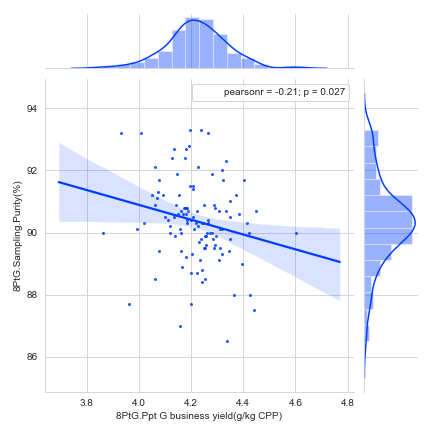 pearsonr = -0.21; p = 0.027
94
92
90
88
86
8PtG.Sampling.Purity(%)
3.8 4.0 4.2 4.4 4.6 4.8
8PtG.Ppt G business yield(g/kg CPP)